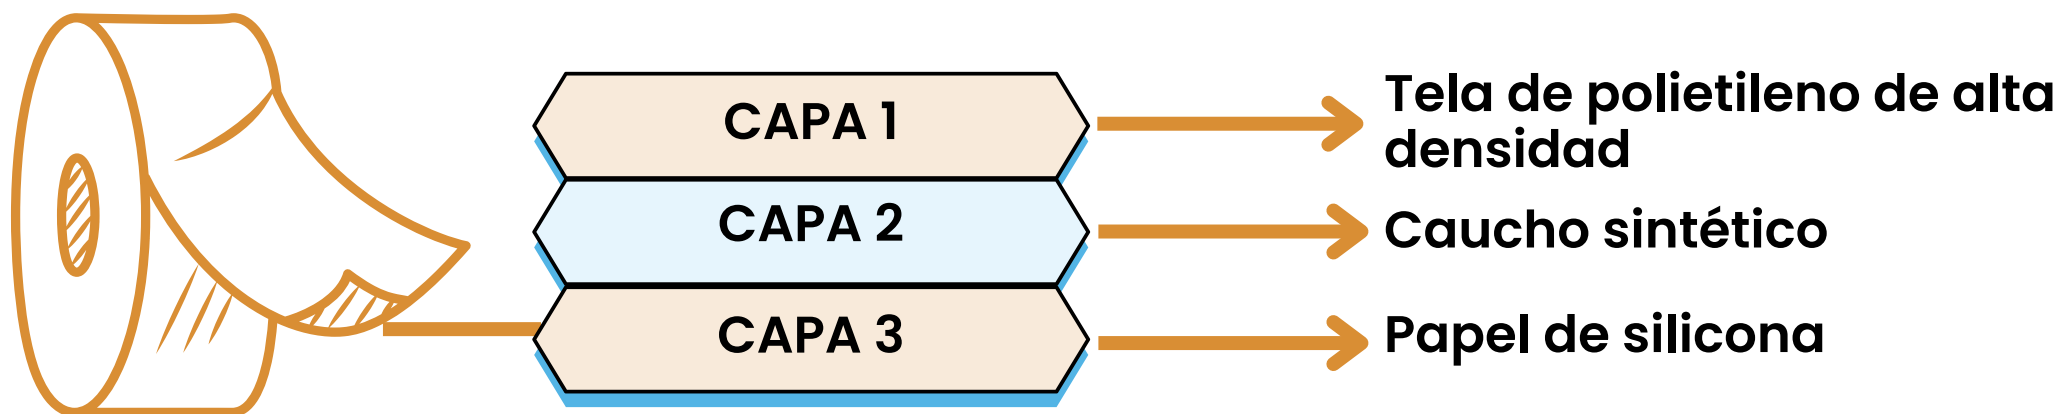 CAPA 1
Tela de polietileno de alta
densidad
CAPA 2
Caucho sintético
CAPA 3
Papel de silicona